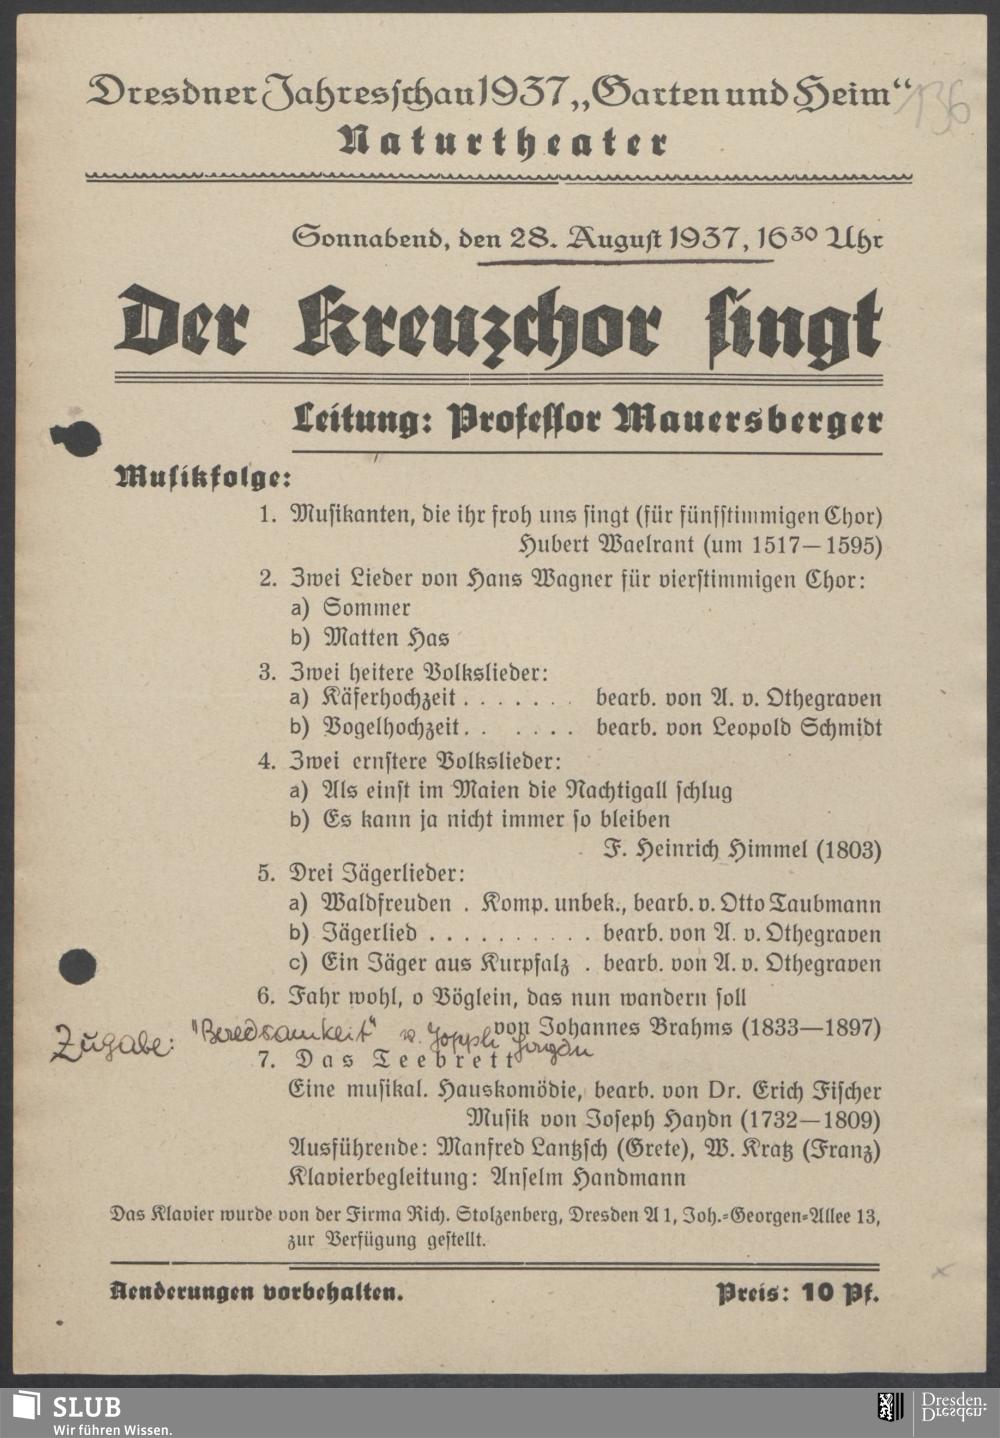 Dresdner Jahresschau 1937 „Garten und Heim“
136
Naturtheater
Sonnabend, den 28. August 1937, 16³⁰ Uhr
Der Kreuzchor singt
Leitung: Professor Mauersberger
Musikfolge:
1. Musikanten, die ihr froh uns singt (für fünfstimmigen Chor)
Hubert Waelrant (um 1517—1595)
2. Zwei Lieder von Hans Wagner für vierstimmigen Chor:
a) Sommer
b) Matten Has
3. Zwei heitere Volkslieder:
a) Käferhochzeit . . . . . . . bearb. von A. v. Othegraven
b) Vogelhochzeit . . . . . . bearb. von Leopold Schmidt
4. Zwei ernstere Volkslieder:
a) Als einst im Maien die Nachtigall schlug
b) Es kann ja nicht immer so bleiben
F. Heinrich Himmel (1803)
5. Drei Jägerlieder:
a) Waldfreuden . Komp. unbek., bearb. v. Otto Taubmann
b) Jägerlied . . . . . . . . . . bearb. von A. v. Othegraven
c) Ein Jäger aus Kurpfalz . bearb. von A. v. Othegraven
6. Fahr wohl, o Vöglein, das nun wandern soll
von Johannes Brahms (1833—1897)
Zugabe: "Beredsamkeit" v.
7. Das Teebrett
Eine musikal. Hauskomödie, bearb. von Dr. Erich Fischer
Musik von Joseph Haydn (1732—1809)
Ausführende: Manfred Lantzsch (Grete), W. Kratz (Franz)
Klavierbegleitung: Anselm Handmann
Das Klavier wurde von der Firma Rich. Stolzenberg, Dresden A 1, Joh.-Georgen-Allee 13,
zur Verfügung gestellt.
Aenderungen vorbehalten. Preis: 10 Pf.
SLUB
Wir führen Wissen.
Dresden.
Dresden.